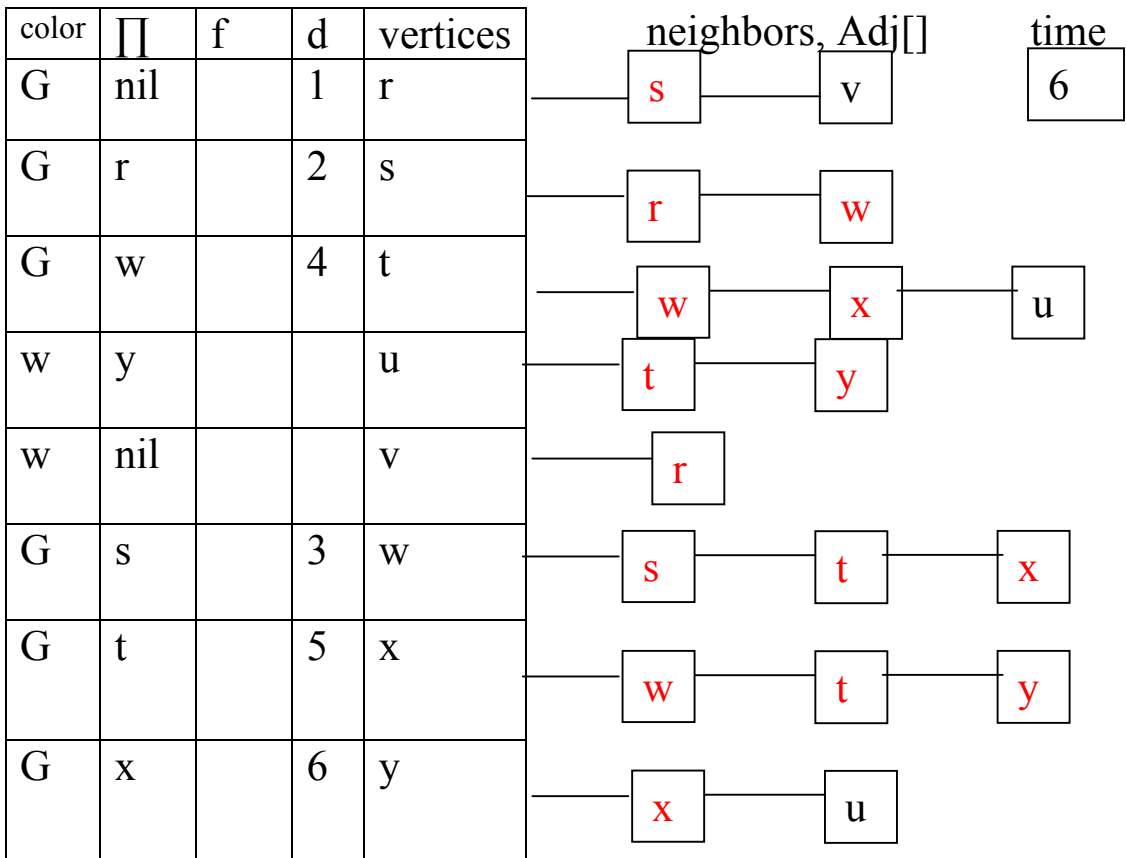 color ∏ f d vertices neighbors, Adj[] time
G nil 1 r s v 6
G r 2 s r w
G w 4 t w x u
w y u t y
w nil v r
G s 3 w s t x
G t 5 x w t y
G x 6 y x u